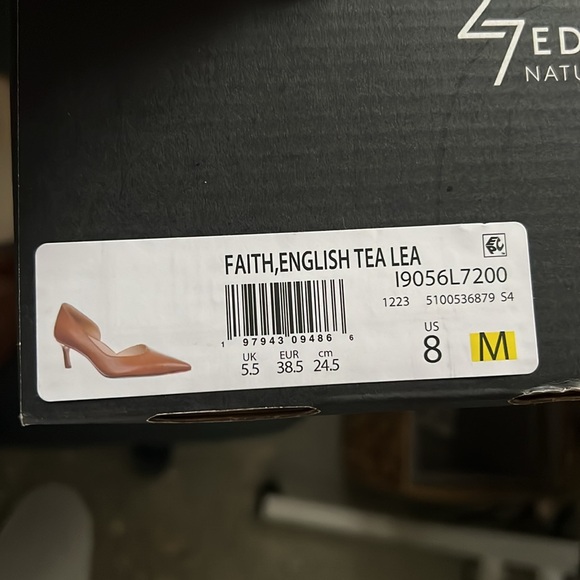 ED
NATU
FAITH,ENGLISH TEA LEA
I9056L7200
1223 5100536879 S4
1 97943 09486 6
UK EUR cm
5.5 38.5 24.5
US
8 M